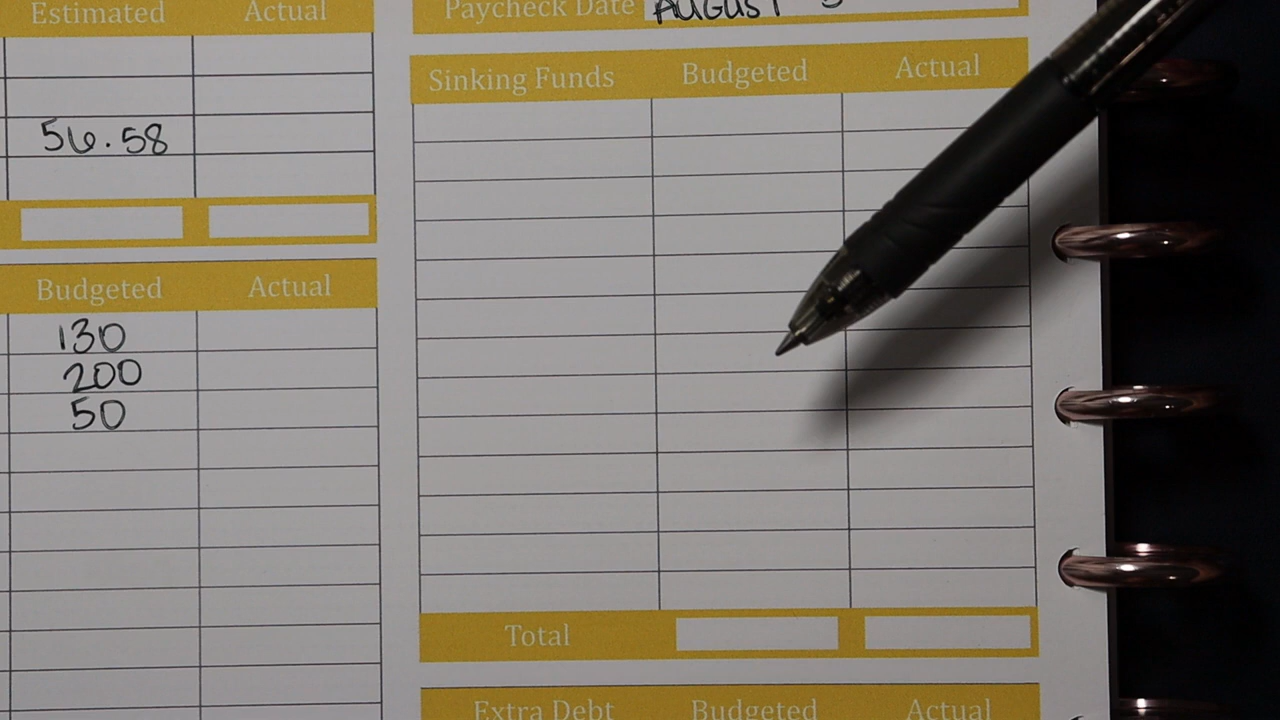 Estimated Actual
56.58
Budgeted Actual
130
200
50
Paycheck Date AUGUST
Sinking Funds Budgeted Actual
Total
Extra Debt Budgeted Actual